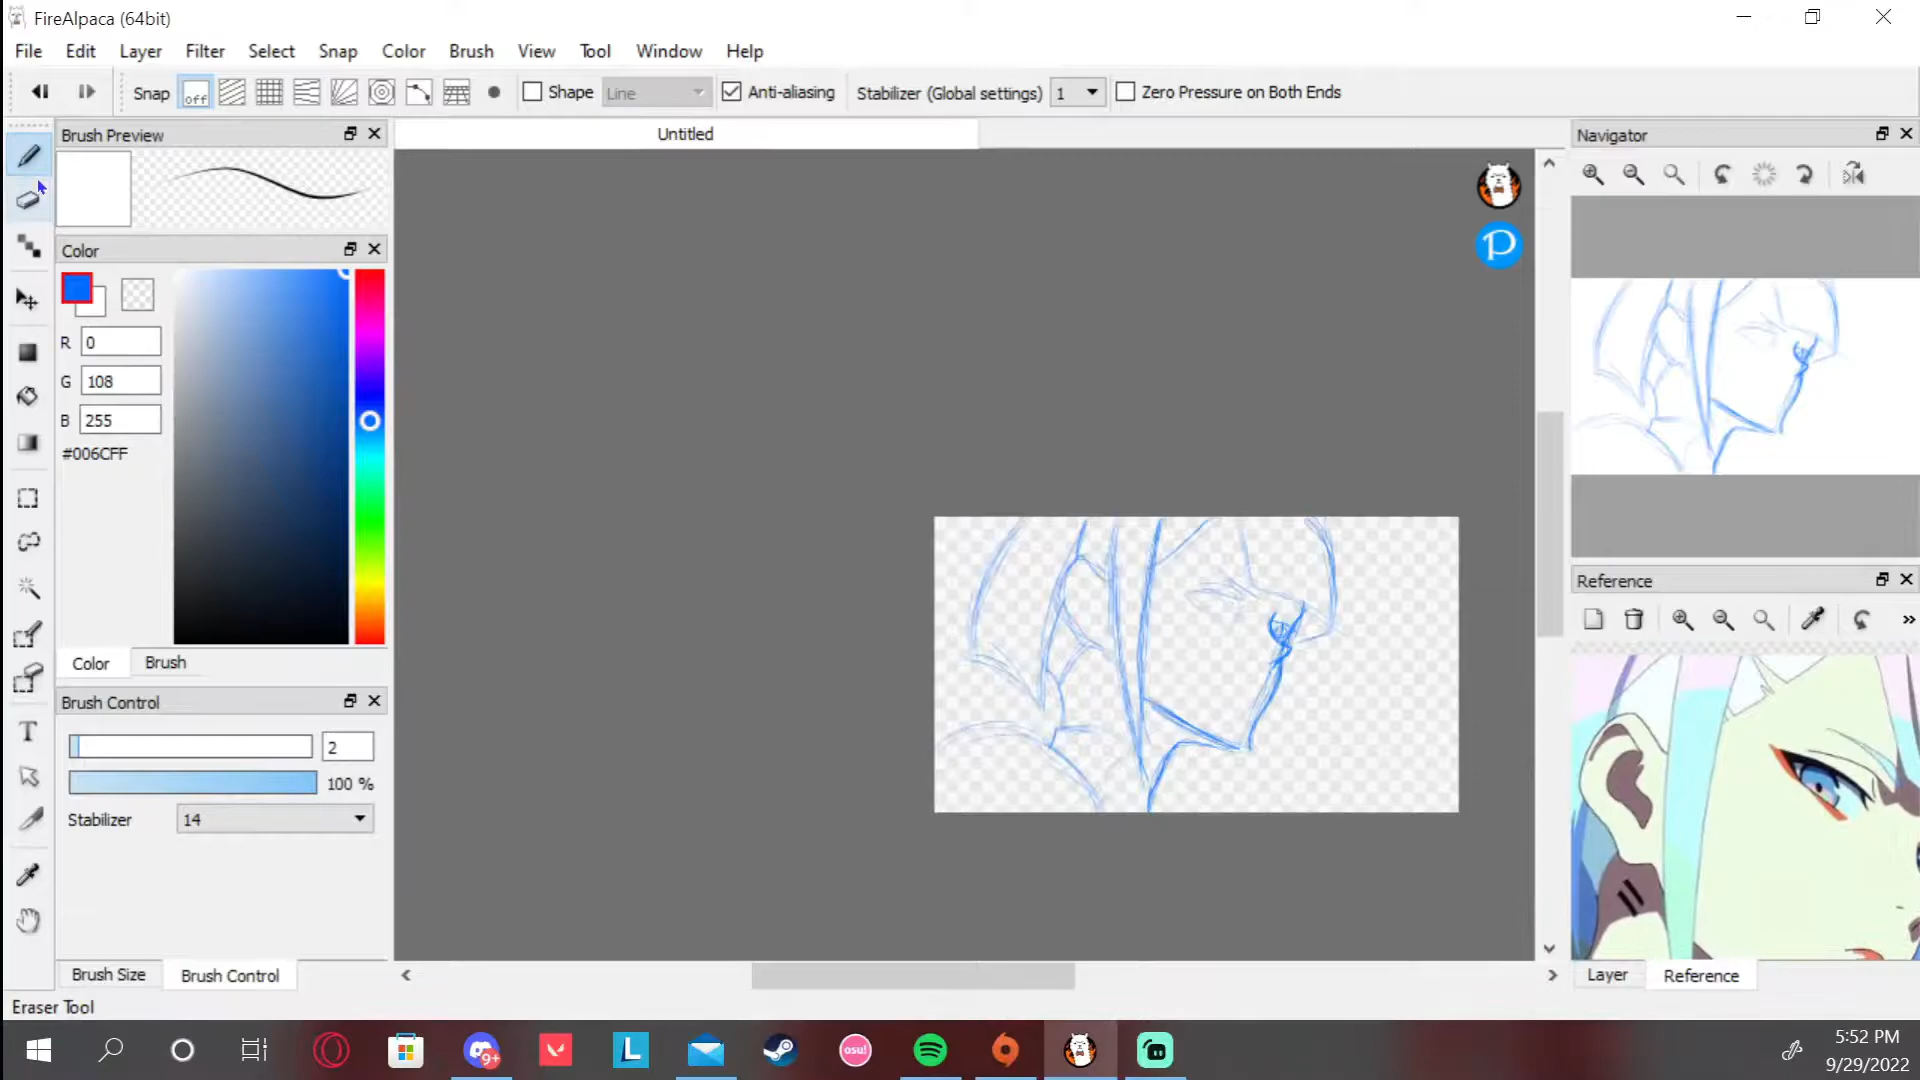 FireAlpaca (64bit)
File Edit Layer Filter Select Snap Color Brush View Tool Window Help
Snap off Shape Line Anti-aliasing Stabilizer (Global settings) 1 Zero Pressure on Both Ends
Brush Preview
Untitled
Navigator
P
Color
R 0
G 108
B 255
#006CFF
Reference
Color Brush
Brush Control
T
2
100 %
Stabilizer 14
Brush Size Brush Control
Layer Reference
Eraser Tool
9+
L
osu!
5:52 PM
9/29/2022